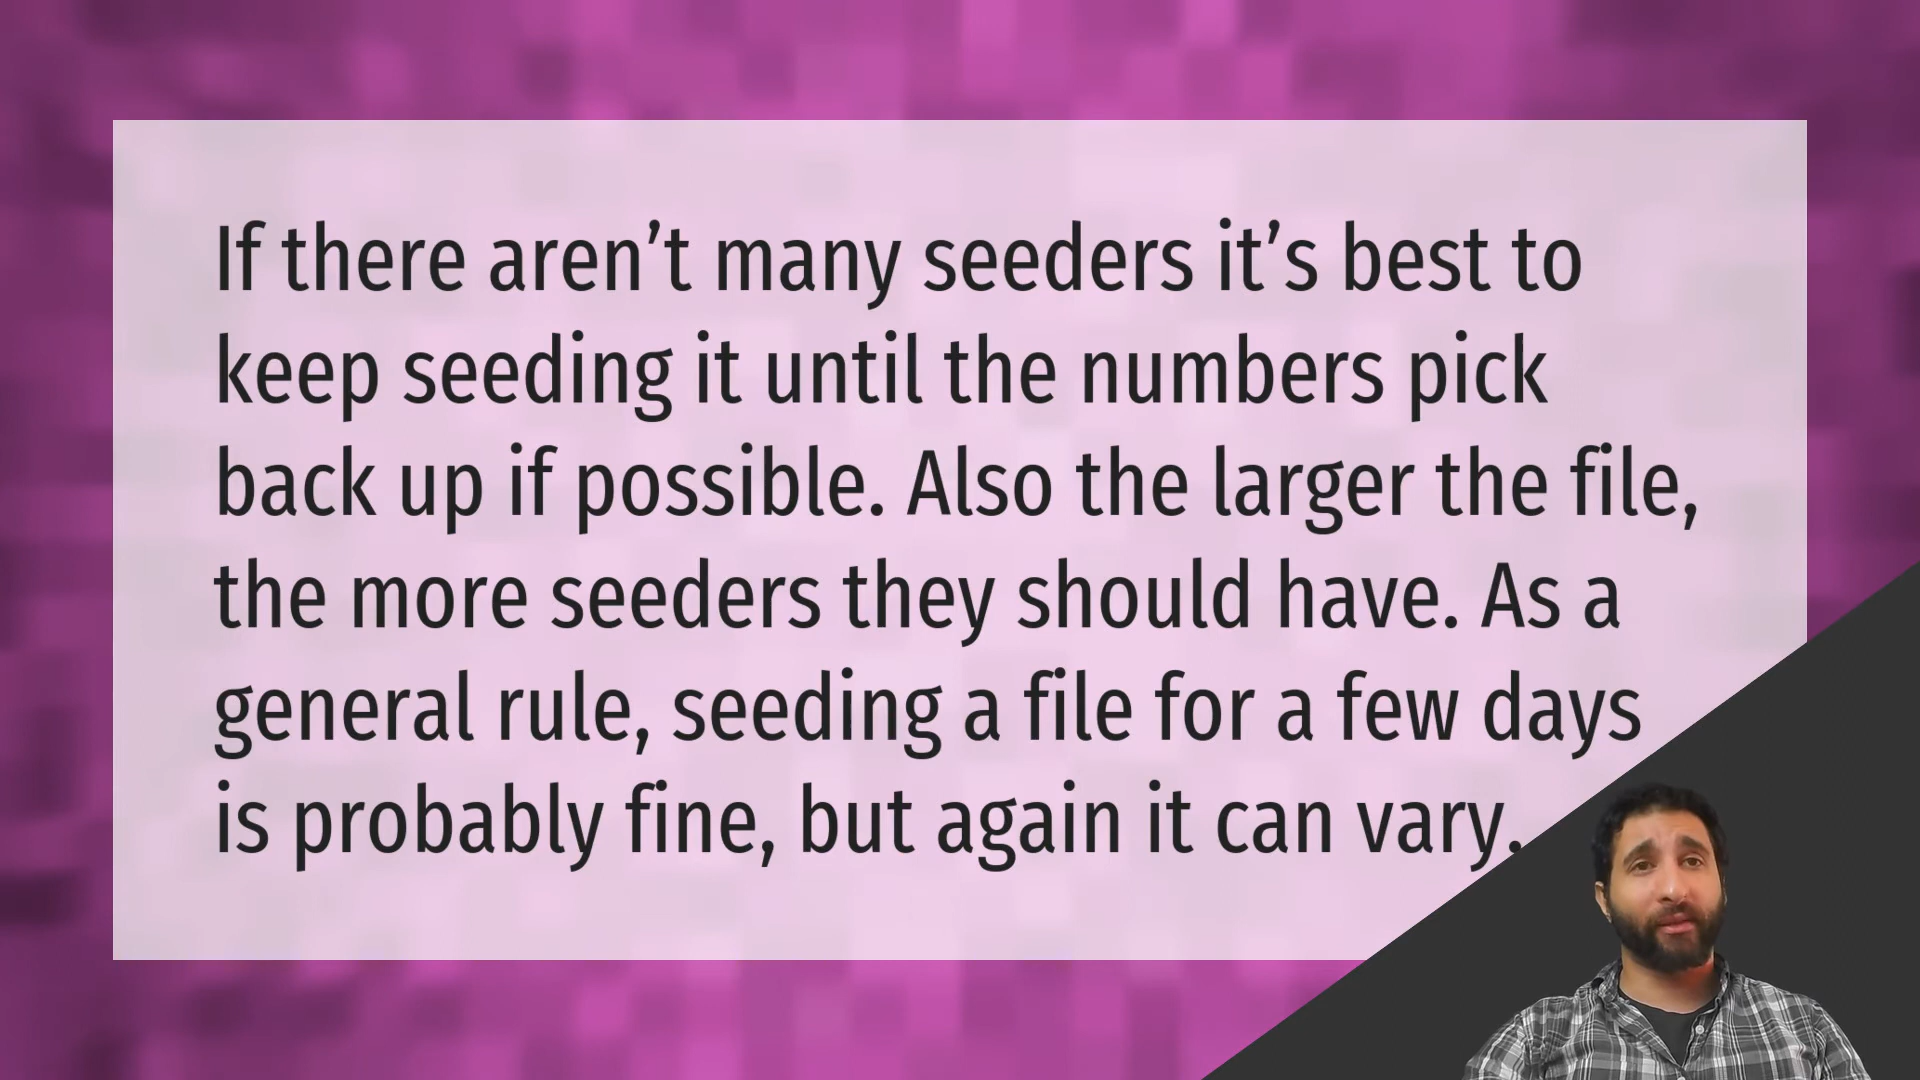 If there aren’t many seeders it’s best to
keep seeding it until the numbers pick
back up if possible. Also the larger the file,
the more seeders they should have. As a
general rule, seeding a file for a few days
is probably fine, but again it can vary.